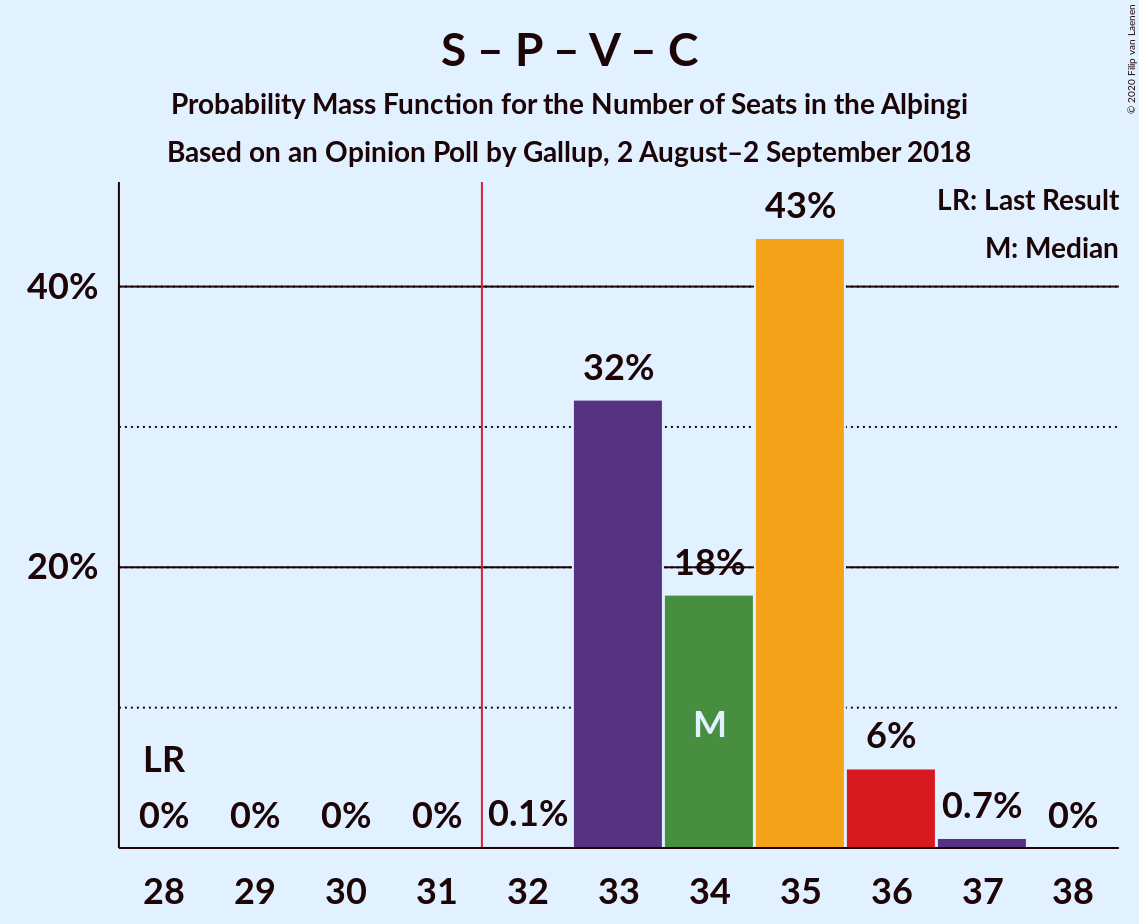 S – P – V – C
Probability Mass Function for the Number of Seats in the Alþingi
Based on an Opinion Poll by Gallup, 2 August–2 September 2018
© 2020 Filip van Laenen
LR: Last Result
M: Median
43%
40%
32%
20%
18%
M
LR
6%
0%
0%
0%
0%
0.1%
0.7%
0%
28 29 30 31 32 33 34 35 36 37 38